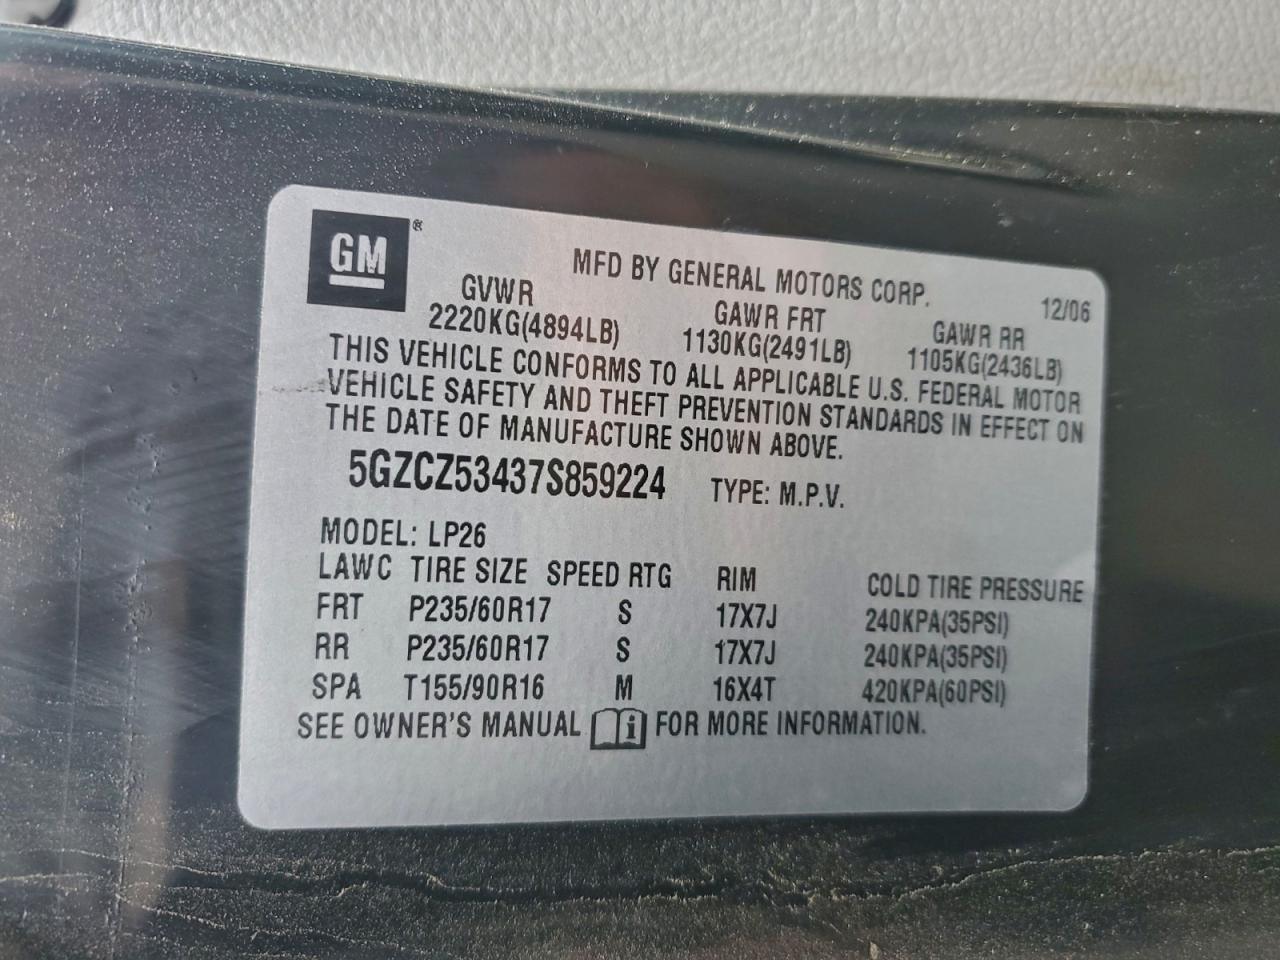 GM®
MFD BY GENERAL MOTORS CORP. 12/06
GVWR GAWR FRT GAWR RR
2220KG(4894LB) 1130KG(2491LB) 1105KG(2436LB)
THIS VEHICLE CONFORMS TO ALL APPLICABLE U.S. FEDERAL MOTOR
VEHICLE SAFETY AND THEFT PREVENTION STANDARDS IN EFFECT ON
THE DATE OF MANUFACTURE SHOWN ABOVE.
5GZCZ53437S859224 TYPE: M.P.V.
MODEL: LP26
LAWC TIRE SIZE SPEED RTG RIM COLD TIRE PRESSURE
FRT P235/60R17 S 17X7J 240KPA(35PSI)
RR P235/60R17 S 17X7J 240KPA(35PSI)
SPA T155/90R16 M 16X4T 420KPA(60PSI)
SEE OWNER'S MANUAL i FOR MORE INFORMATION.